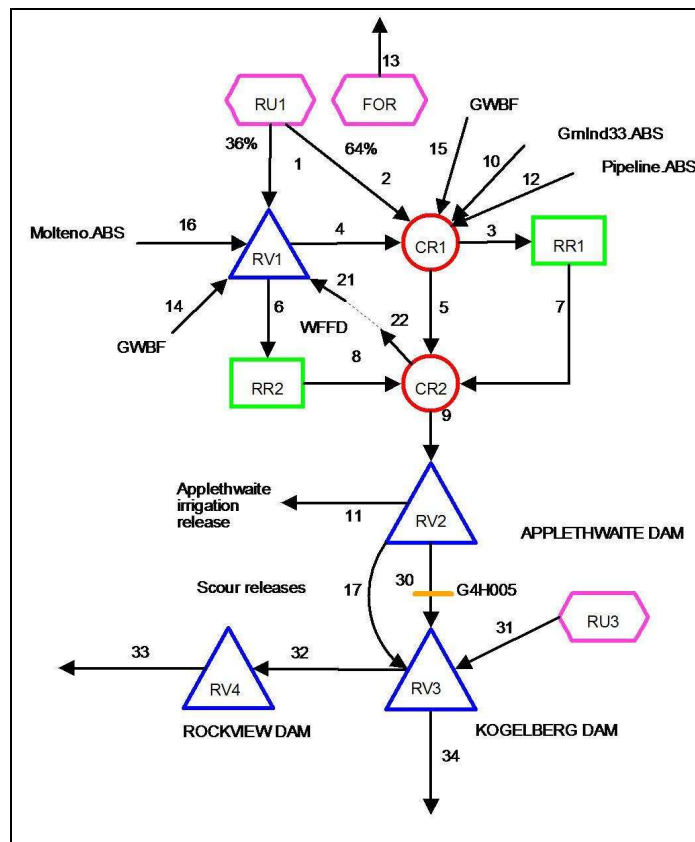 13
RU1
FOR
GWBF
36%
64%
15
GrnInd33.ABS
10
Pipeline.ABS
1
2
12
16
Molteno.ABS
4
3
CR1
RR1
RV1
21
14
6
5
7
GWBF
WFFD
22
8
RR2
CR2
9
Applethwaite
irrigation
release
11
RV2
APPLETHWAITE DAM
Scour releases
17
30
G4H005
31
RU3
33
32
RV4
RV3
ROCKVIEW DAM
KOGELBERG DAM
34